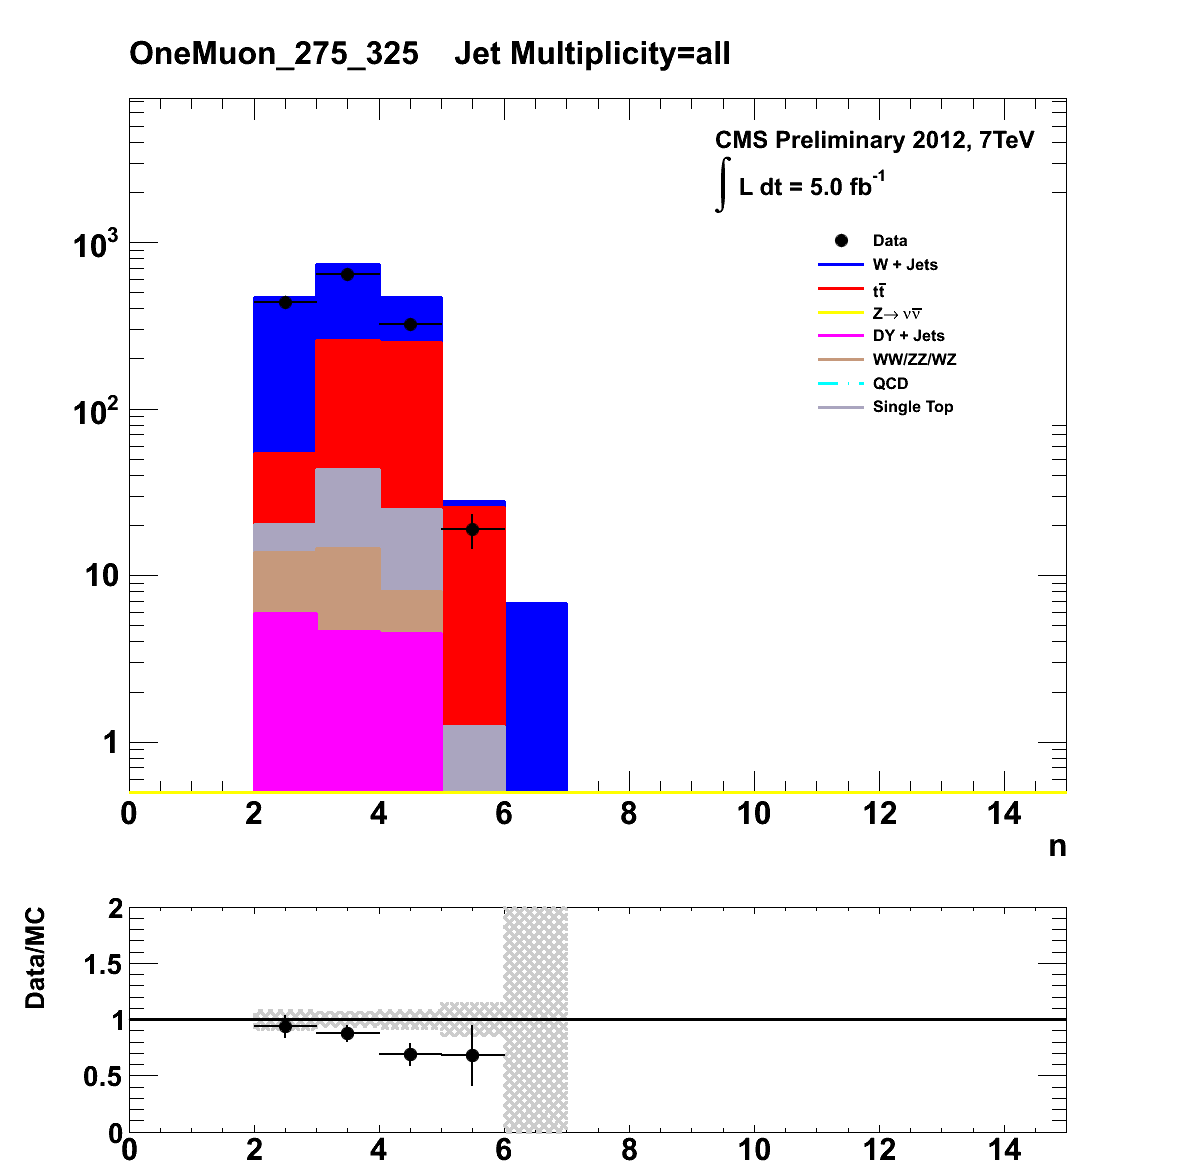 OneMuon_275_325    Jet Multiplicity=all
CMS Preliminary 2012, 7TeV
∫ L dt = 5.0 fb⁻¹
Data
W + Jets
tt̅
Z→ νν̅
DY + Jets
WW/ZZ/WZ
QCD
Single Top
10³
10²
10
1
0 2 4 6 8 10 12 14
n
Data/MC
2
1.5
1
0.5
0
0 2 4 6 8 10 12 14